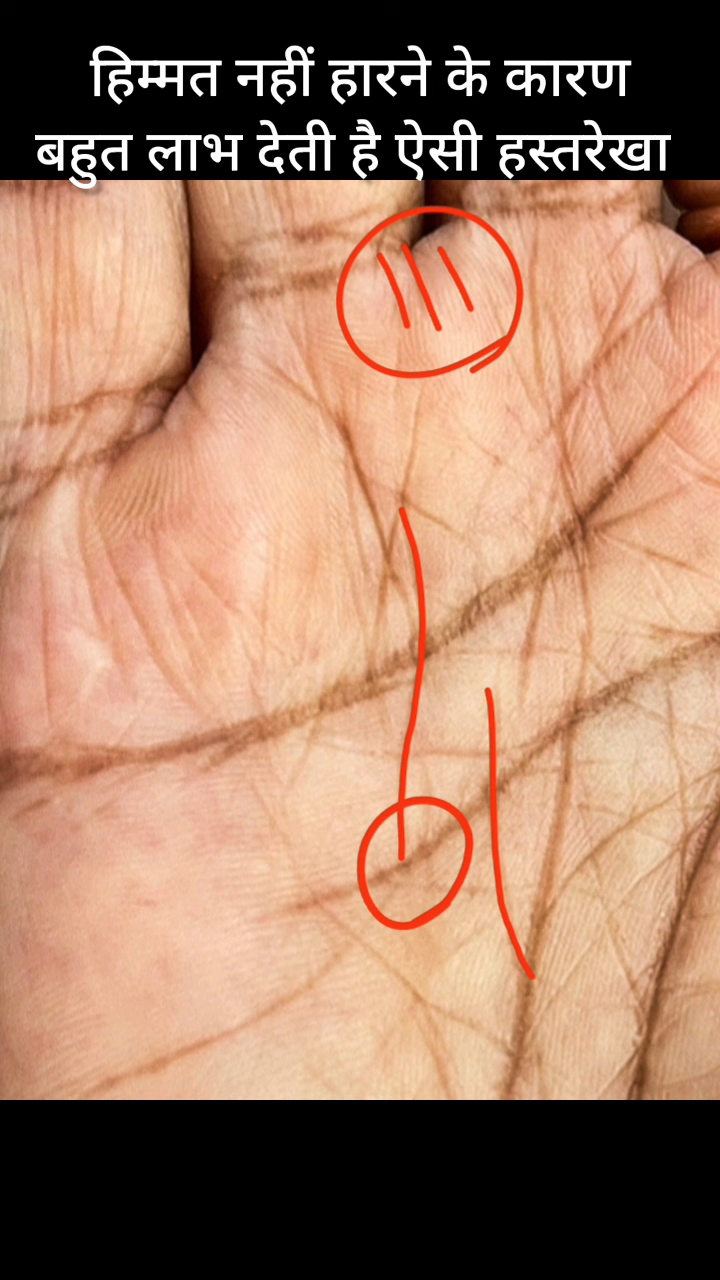 हिम्मत नहीं हारने के कारण
बहुत लाभ देती है ऐसी हस्तरेखा